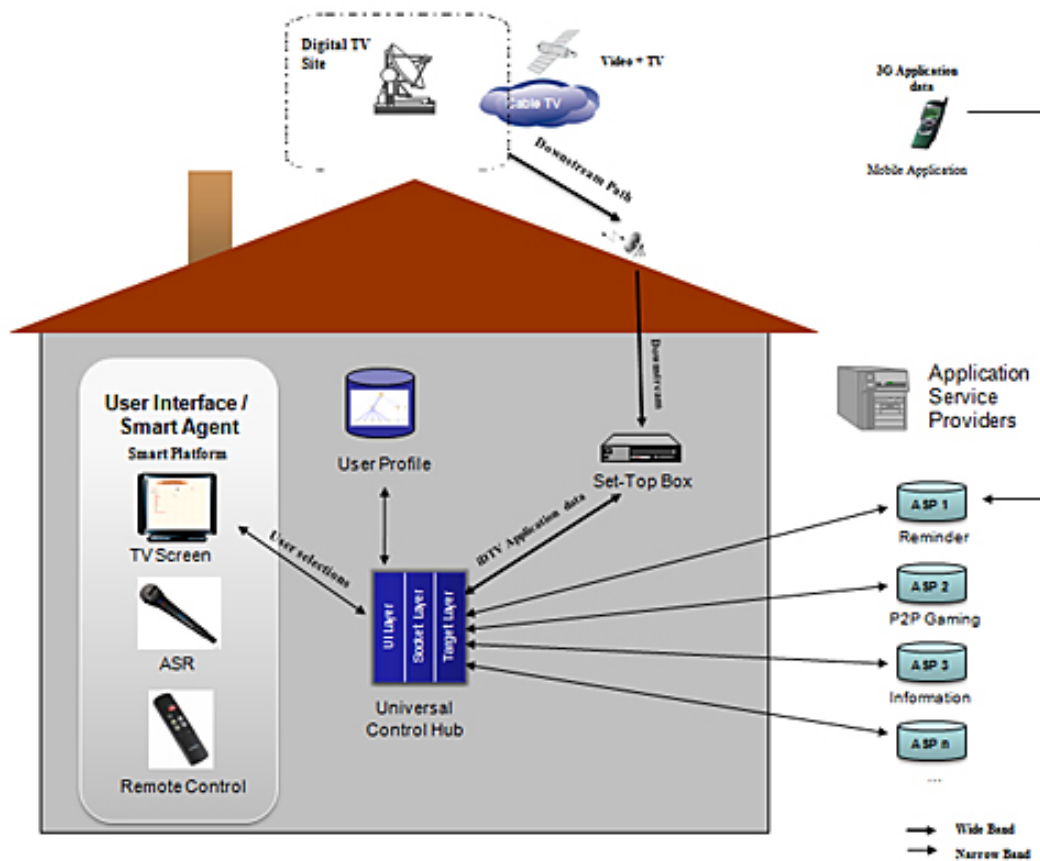 Digital TV
Site
Video + TV
Cable TV
3G Application
data
Mobile Application
Downstream Path
Downstream
User Interface /
Smart Agent
Smart Platform
TV Screen
ASR
Remote Control
User Profile
User selections
iDTV Application data
Set-Top Box
UI Layer
Socket Layer
Target Layer
Universal
Control Hub
Application
Service
Providers
ASP 1
Reminder
ASP 2
P2P Gaming
ASP 3
Information
ASP n
...
Wide Band
Narrow Band